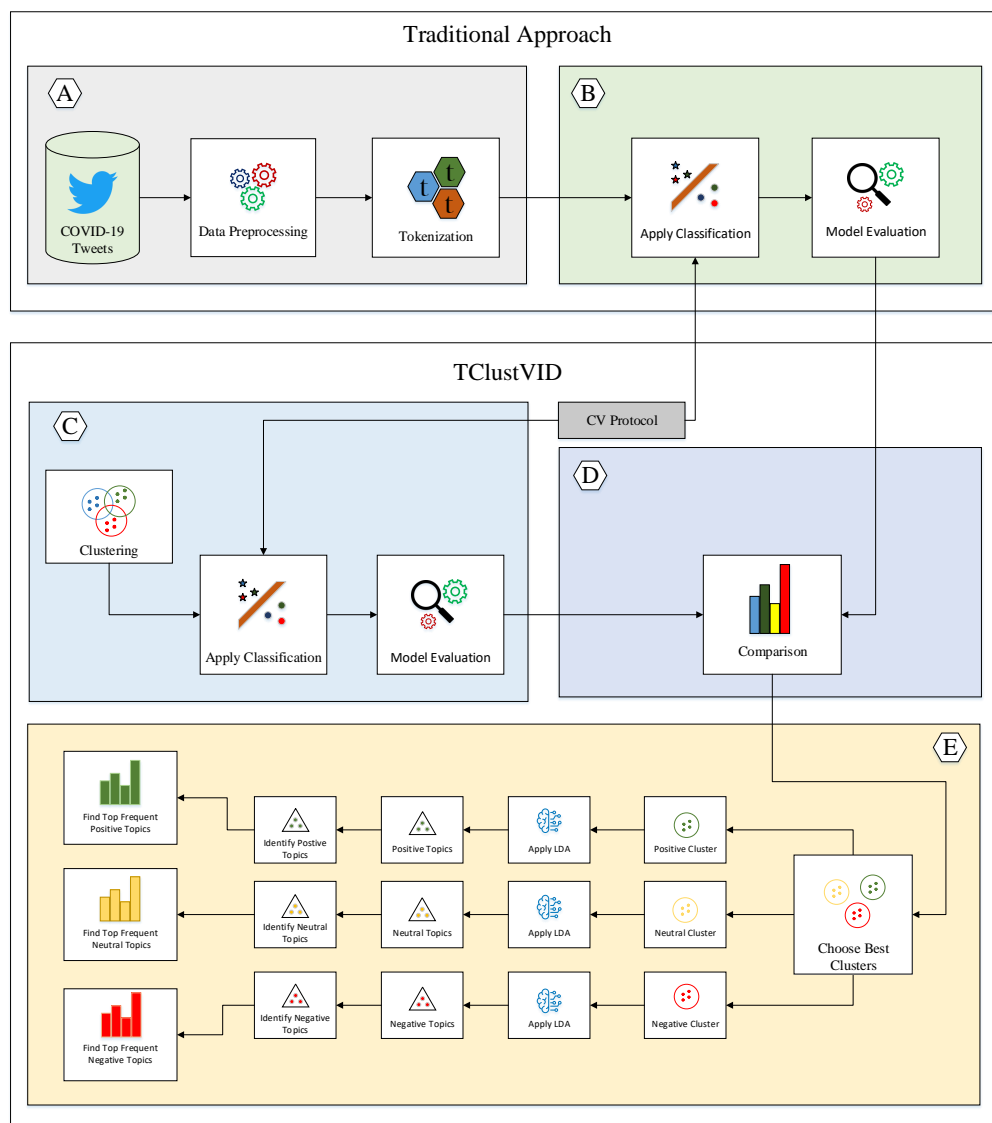 Traditional Approach
A
B
COVID-19
Tweets
Data Preprocessing
t
t
t
Tokenization
Apply Classification
Model Evaluation
TClustVID
C
CV Protocol
D
Clustering
Apply Classification
Model Evaluation
Comparison
E
Find Top Frequent
Positive Topics
Identify Postive
Topics
Positive Topics
Apply LDA
Positive Cluster
Find Top Frequent
Neutral Topics
Identify Neutral
Topics
Neutral Topics
Apply LDA
Neutral Cluster
Choose Best
Clusters
Find Top Frequent
Negative Topics
Identify Negative
Topics
Negative Topics
Apply LDA
Negative Cluster